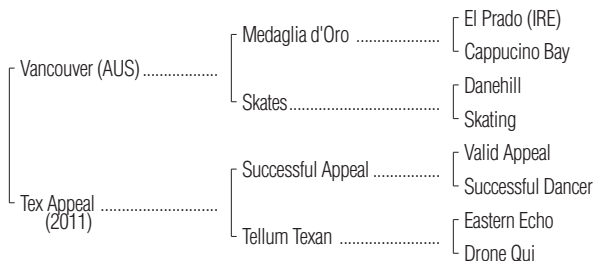 El Prado (IRE)
Medaglia d'Oro ....................
Cappucino Bay
Vancouver (AUS) ..................
Danehill
Skates....................................
Skating
Valid Appeal
Successful Appeal ................
Successful Dancer
Tex Appeal ............................
(2011)
Eastern Echo
Tellum Texan ........................
Drone Qui